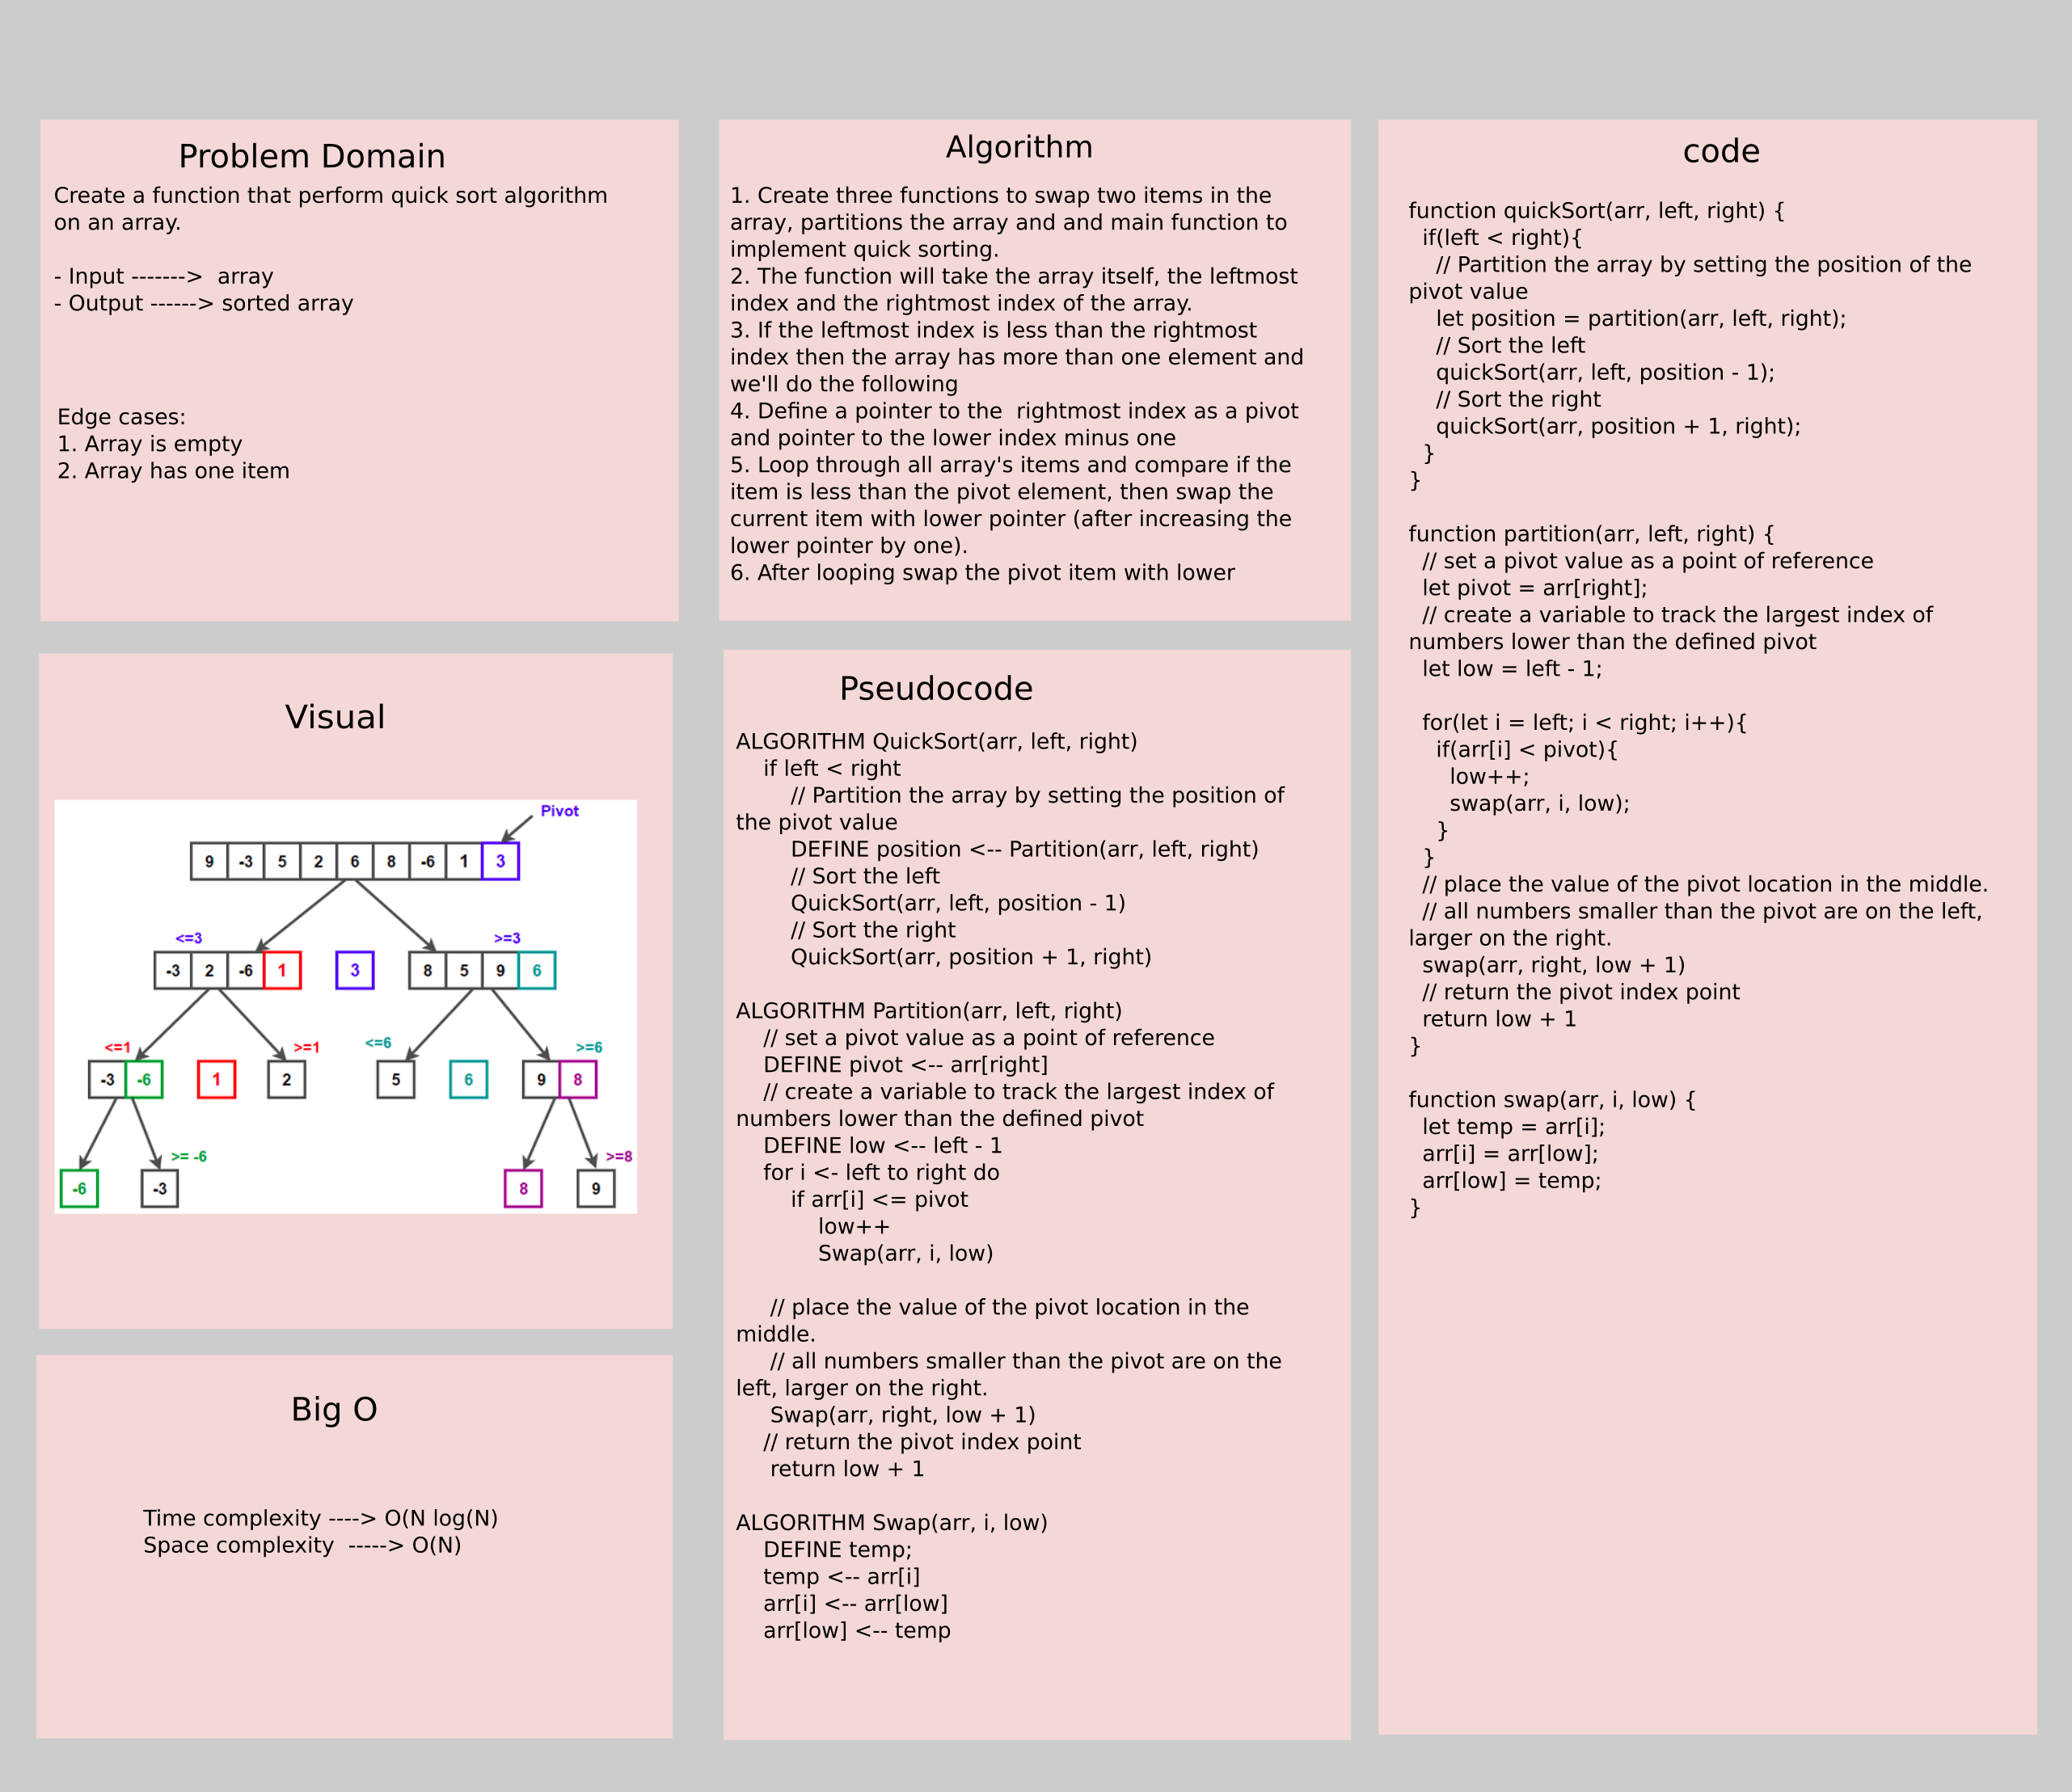 Problem Domain
Create a function that perform quick sort algorithm
on an array.
- Input ------->  array
- Output ------> sorted array
Edge cases:
1. Array is empty
2. Array has one item
Algorithm
1. Create three functions to swap two items in the
array, partitions the array and and main function to
implement quick sorting.
2. The function will take the array itself, the leftmost
index and the rightmost index of the array.
3. If the leftmost index is less than the rightmost
index then the array has more than one element and
we'll do the following
4. Define a pointer to the  rightmost index as a pivot
and pointer to the lower index minus one
5. Loop through all array's items and compare if the
item is less than the pivot element, then swap the
current item with lower pointer (after increasing the
lower pointer by one).
6. After looping swap the pivot item with lower
code
function quickSort(arr, left, right) {
  if(left < right){
    // Partition the array by setting the position of the
pivot value
    let position = partition(arr, left, right);
    // Sort the left
    quickSort(arr, left, position - 1);
    // Sort the right
    quickSort(arr, position + 1, right);
  }
}
function partition(arr, left, right) {
  // set a pivot value as a point of reference
  let pivot = arr[right];
  // create a variable to track the largest index of
numbers lower than the defined pivot
  let low = left - 1;
  for(let i = left; i < right; i++){
    if(arr[i] < pivot){
      low++;
      swap(arr, i, low);
    }
  }
  // place the value of the pivot location in the middle.
  // all numbers smaller than the pivot are on the left,
larger on the right.
  swap(arr, right, low + 1)
  // return the pivot index point
  return low + 1
}
function swap(arr, i, low) {
  let temp = arr[i];
  arr[i] = arr[low];
  arr[low] = temp;
}
Visual
Pivot
9 -3 5 2 6 8 -6 1 3
<=3 >=3
-3 2 -6 1 3 8 5 9 6
<=1 >=1 <=6 >=6
-3 -6 1 2 5 6 9 8
>= -6 >=8
-6 -3 8 9
Pseudocode
ALGORITHM QuickSort(arr, left, right)
    if left < right
        // Partition the array by setting the position of
the pivot value
        DEFINE position <-- Partition(arr, left, right)
        // Sort the left
        QuickSort(arr, left, position - 1)
        // Sort the right
        QuickSort(arr, position + 1, right)
ALGORITHM Partition(arr, left, right)
    // set a pivot value as a point of reference
    DEFINE pivot <-- arr[right]
    // create a variable to track the largest index of
numbers lower than the defined pivot
    DEFINE low <-- left - 1
    for i <- left to right do
        if arr[i] <= pivot
            low++
            Swap(arr, i, low)
     // place the value of the pivot location in the
middle.
     // all numbers smaller than the pivot are on the
left, larger on the right.
     Swap(arr, right, low + 1)
    // return the pivot index point
     return low + 1
ALGORITHM Swap(arr, i, low)
    DEFINE temp;
    temp <-- arr[i]
    arr[i] <-- arr[low]
    arr[low] <-- temp
Big O
Time complexity ----> O(N log(N)
Space complexity  -----> O(N)